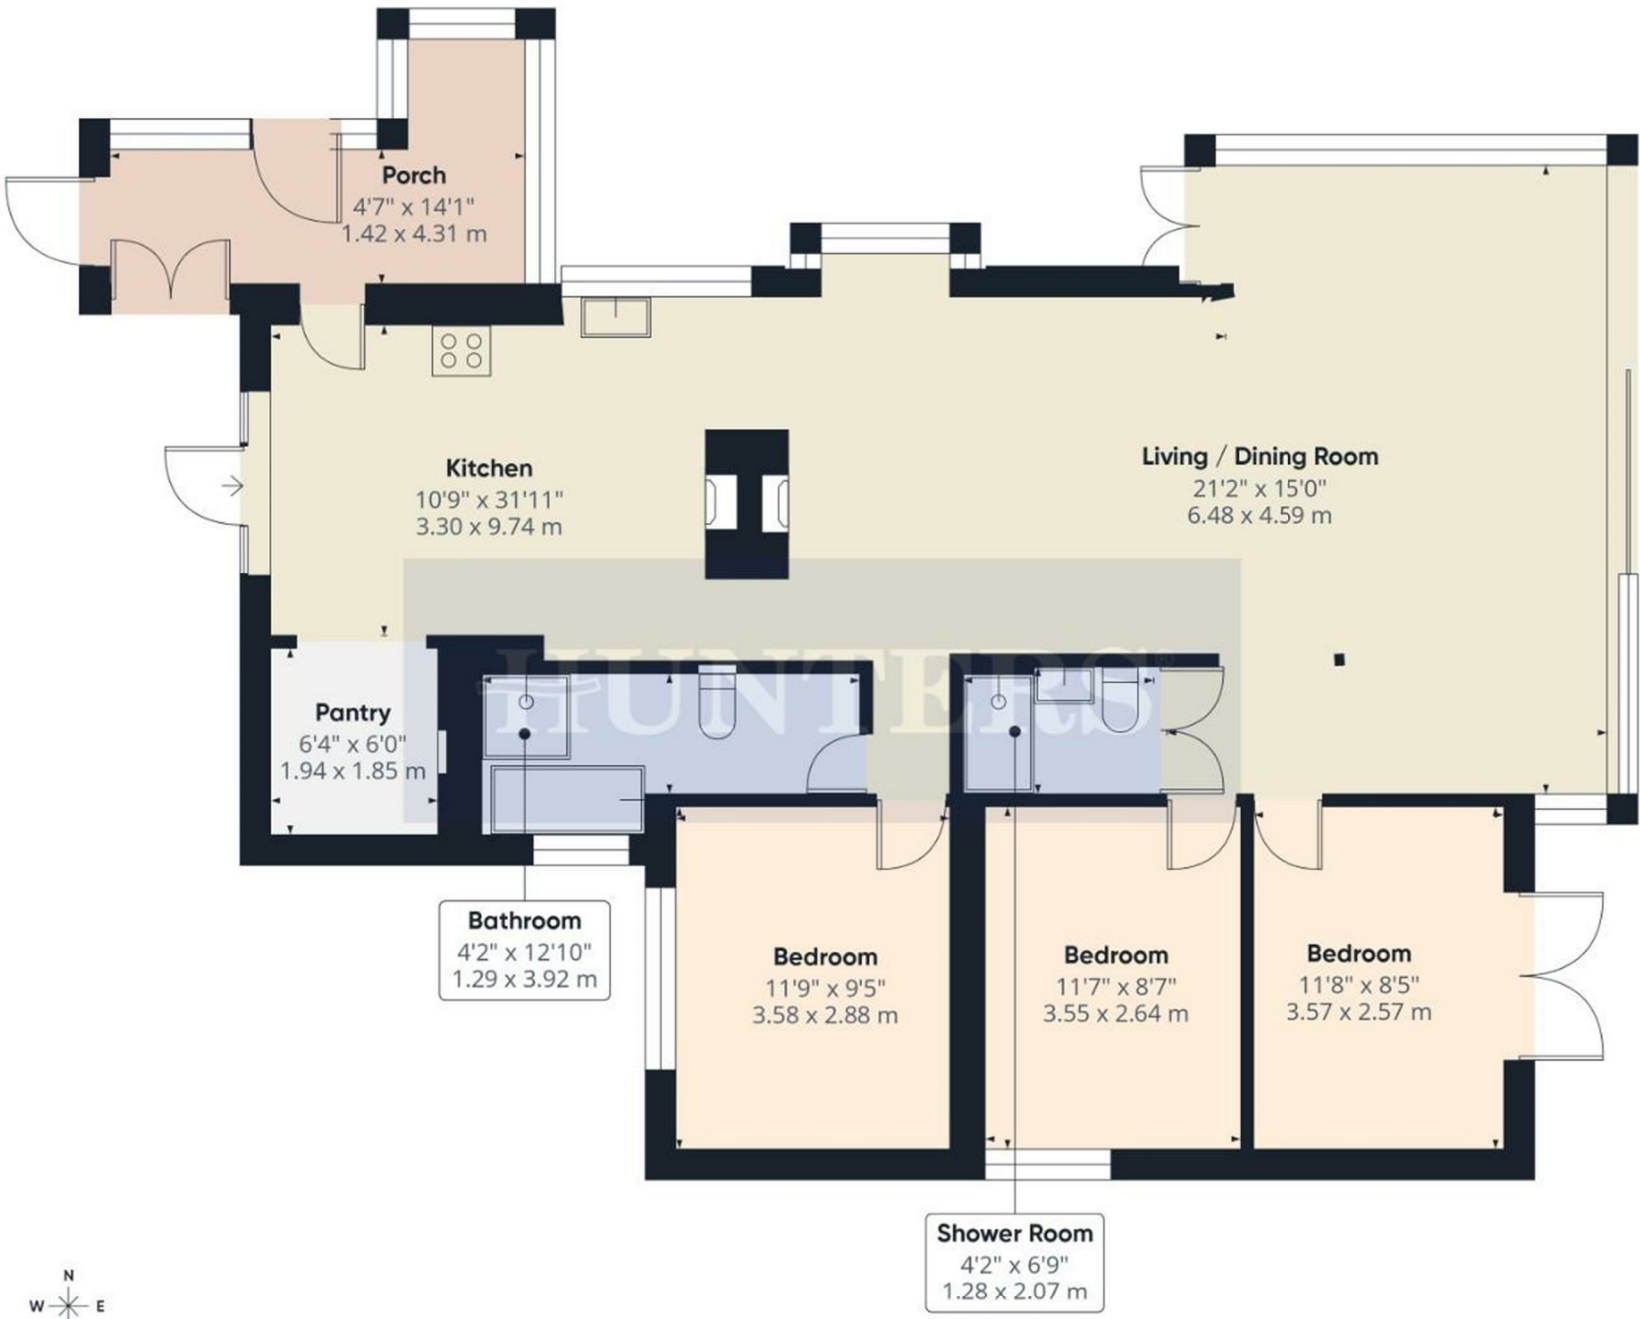 Porch
4'7" x 14'1"
1.42 x 4.31 m
Kitchen
10'9" x 31'11"
3.30 x 9.74 m
Living / Dining Room
21'2" x 15'0"
6.48 x 4.59 m
HUNTERS®
Pantry
6'4" x 6'0"
1.94 x 1.85 m
Bathroom
4'2" x 12'10"
1.29 x 3.92 m
Bedroom
11'9" x 9'5"
3.58 x 2.88 m
Bedroom
11'7" x 8'7"
3.55 x 2.64 m
Bedroom
11'8" x 8'5"
3.57 x 2.57 m
Shower Room
4'2" x 6'9"
1.28 x 2.07 m
N
W E